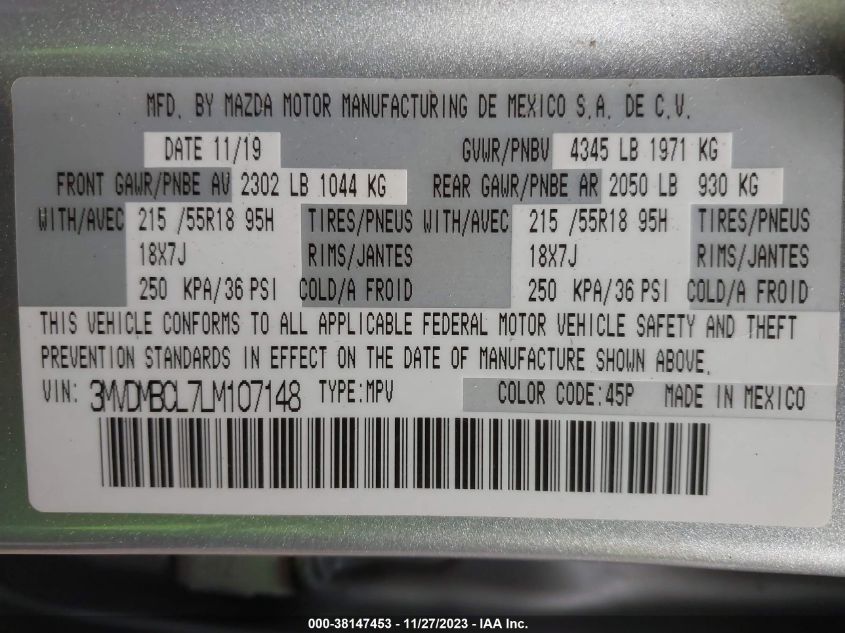 MFD. BY MAZDA MOTOR MANUFACTURING DE MEXICO S.A. DE C.V.
DATE 11/19 GVWR/PNBV 4345 LB 1971 KG
FRONT GAWR/PNBE AV 2302 LB 1044 KG REAR GAWR/PNBE AR 2050 LB 930 KG
WITH/AVEC 215 /55R18 95H TIRES/PNEUS WITH/AVEC 215 /55R18 95H TIRES/PNEUS
18X7J RIMS/JANTES 18X7J RIMS/JANTES
250 KPA/36 PSI COLD/A FROID 250 KPA/36 PSI COLD/A FROID
THIS VEHICLE CONFORMS TO ALL APPLICABLE FEDERAL MOTOR VEHICLE SAFETY AND THEFT
PREVENTION STANDARDS IN EFFECT ON THE DATE OF MANUFACTURE SHOWN ABOVE.
VIN: 3MVDMBCL7LM107148 TYPE:MPV COLOR CODE:45P MADE IN MEXICO
000-38147453 - 11/27/2023 - IAA Inc.